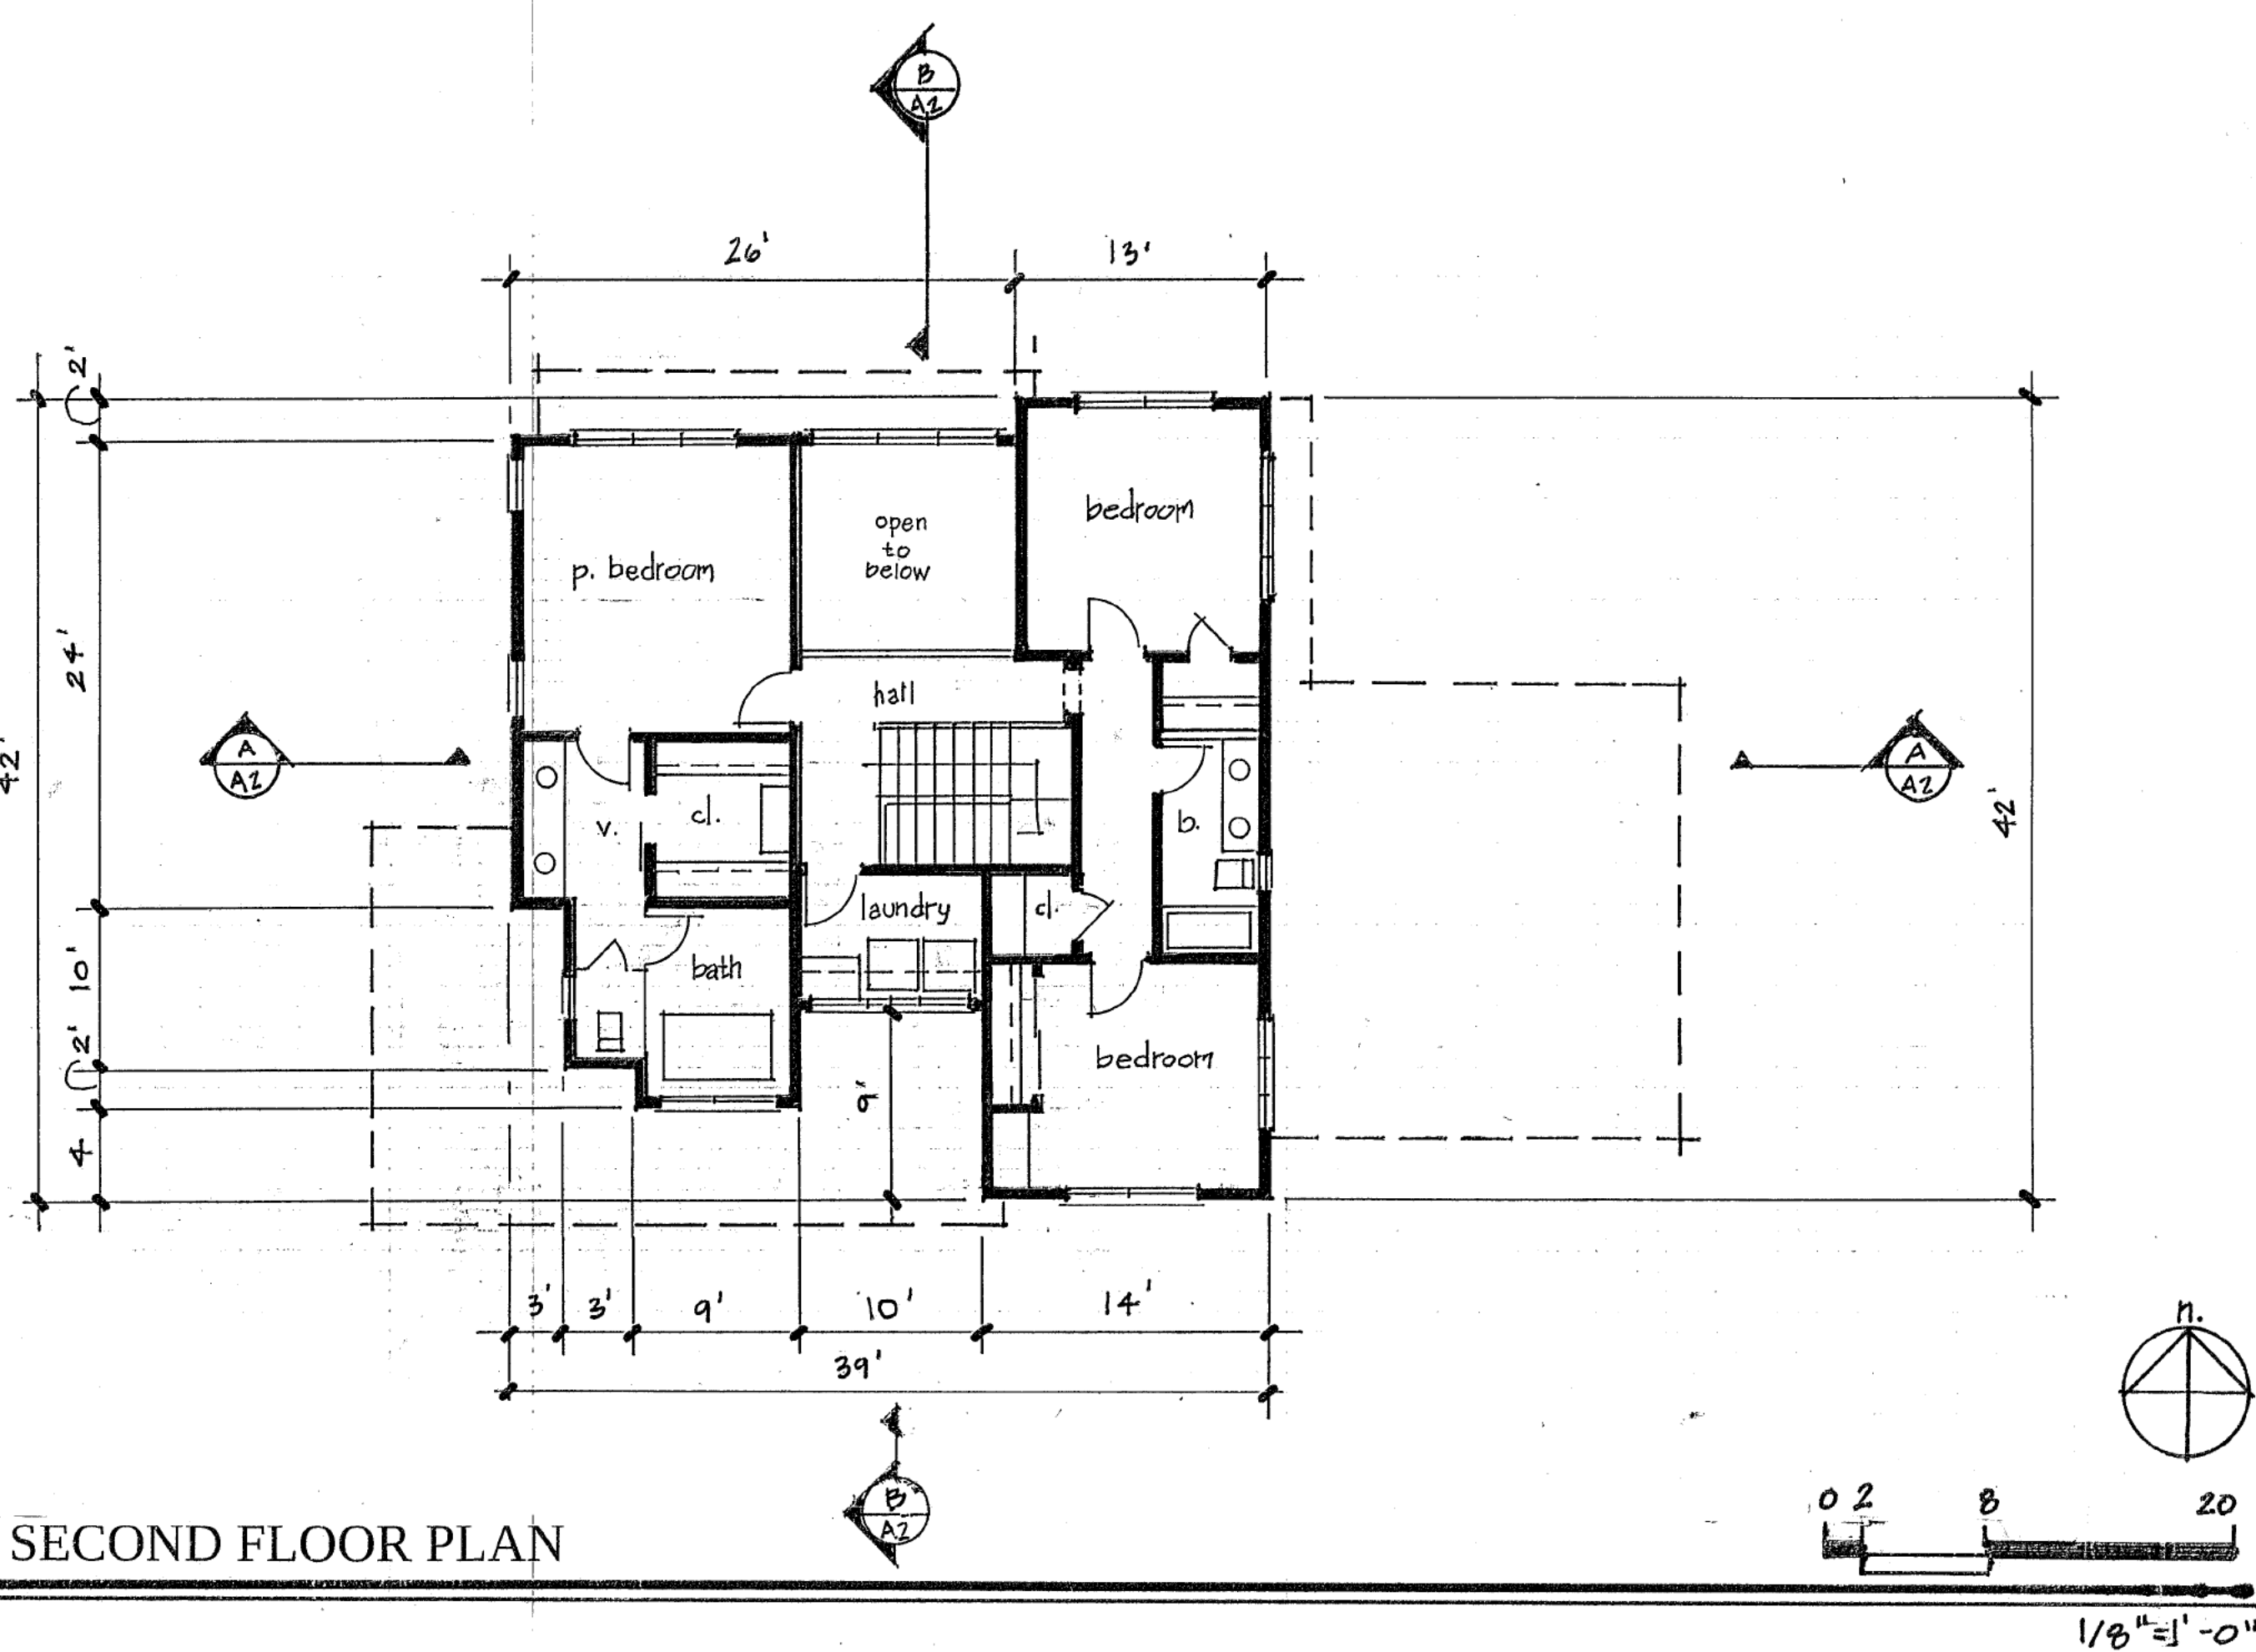 B
A2
26'
13'
2'
bedroom
open
to
below
p. bedroom
24'
hall
42'
A
A2
A
A2
42'
v.
cl.
b.
laundry
cl.
10'
bath
2'
bedroom
9'
4
3'
3'
9'
10'
14'
39'
n.
B
A2
0 2 8 20
SECOND FLOOR PLAN
1/8"=1'-0"